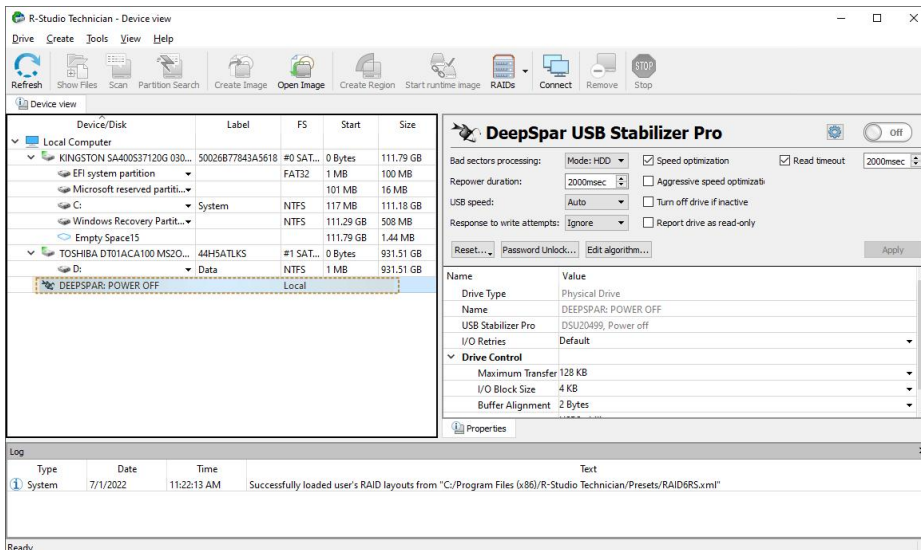 R-Studio Technician - Device view
Drive Create Tools View Help
Refresh Show Files Scan Partition Search Create Image Open Image Create Region Start runtime image RAIDs Connect Remove Stop
STOP
Device view
Device/Disk Label FS Start Size
Local Computer
KINGSTON SA400S37120G 030... 50026B77843A5618 #0 SAT... 0 Bytes 111.79 GB
EFI system partition FAT32 1 MB 100 MB
Microsoft reserved partiti... 101 MB 16 MB
C: System NTFS 117 MB 111.18 GB
Windows Recovery Partit... NTFS 111.29 GB 508 MB
Empty Space15 111.79 GB 1.44 MB
TOSHIBA DT01ACA100 MS2O... 44H5ATLKS #1 SAT... 0 Bytes 931.51 GB
D: Data NTFS 1 MB 931.51 GB
DEEPSPAR: POWER OFF Local
DeepSpar USB Stabilizer Pro Off
Bad sectors processing: Mode: HDD Speed optimization Read timeout 2000msec
Repower duration: 2000msec Aggressive speed optimizati
USB speed: Auto Turn off drive if inactive
Response to write attempts: Ignore Report drive as read-only
Reset... Password Unlock... Edit algorithm... Apply
Name Value
Drive Type Physical Drive
Name DEEPSPAR: POWER OFF
USB Stabilizer Pro DSU20499, Power off
I/O Retries Default
Drive Control
Maximum Transfer 128 KB
I/O Block Size 4 KB
Buffer Alignment 2 Bytes
Properties
Log
Type Date Time Text
System 7/1/2022 11:22:13 AM Successfully loaded user's RAID layouts from "C:/Program Files (x86)/R-Studio Technician/Presets/RAID6RS.xml"
Ready